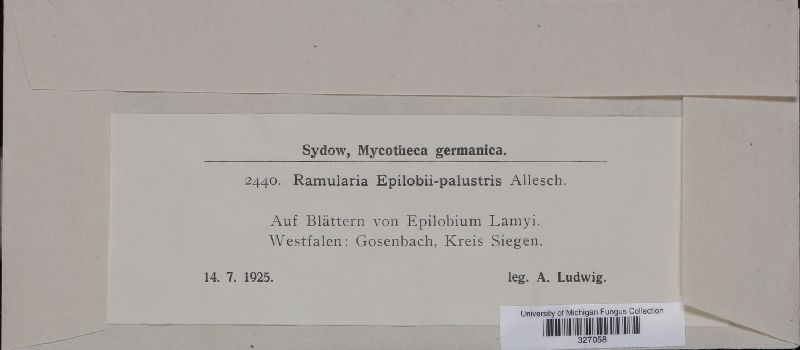 Sydow, Mycotheca germanica.
2440. Ramularia Epilobii-palustris Allesch.
Auf Blättern von Epilobium Lamyi.
Westfalen: Gosenbach, Kreis Siegen.
14. 7. 1925. leg. A. Ludwig.
University of Michigan Fungus Collection
327058